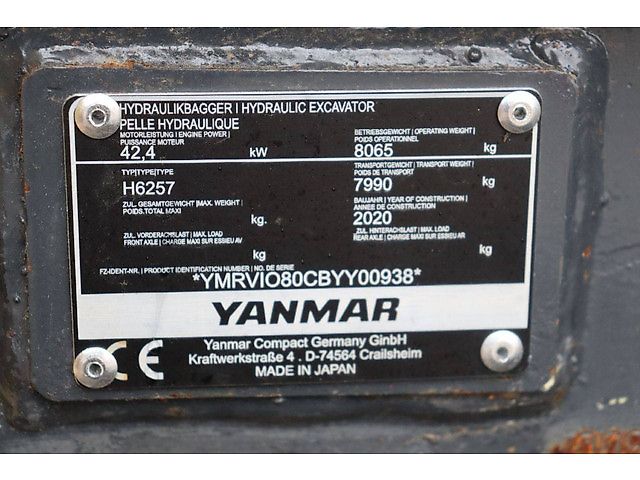 HYDRAULIKBAGGER | HYDRAULIC EXCAVATOR
PELLE HYDRAULIQUE
MOTORLEISTUNG | ENGINE POWER |
PUISSANCE MOTEUR
42,4 kW
BETRIEBSGEWICHT | OPERATING WEIGHT |
POIDS OPERATIONNEL
8065 kg
TYP|TYPE|TYPE
H6257
TRANSPORTGEWICHT | TRANSPORT WEIGHT |
POIDS DE TRANSPORT
7990 kg
ZUL. GESAMTGEWICHT |MAX. WEIGHT |
POIDS.TOTAL MAXI
kg.
BAUJAHR | YEAR OF CONSTRUCTION |
ANNEE DE CONSTRUCTION
2020
ZUL. VORDERACHSLAST | MAX. LOAD
FRONT AXLE | CHARGE MAXI SUR ESSIEU AV
kg
ZUL. HINTERACHSLAST | MAX. LOAD
REAR AXLE | CHARGE MAXI SUR ESSIEU AR
kg
FZ-IDENT-NR. | PRODUCT IDENTIFICATION NUMBER | NO. DE SERIE
*YMRVIO80CBYY00938*
YANMAR
Yanmar Compact Germany GmbH
Kraftwerkstraße 4 . D-74564 Crailsheim
MADE IN JAPAN
CE